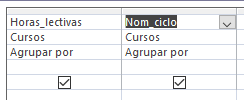 Horas_lectivas Nom_ciclo
Cursos Cursos
Agrupar por Agrupar por